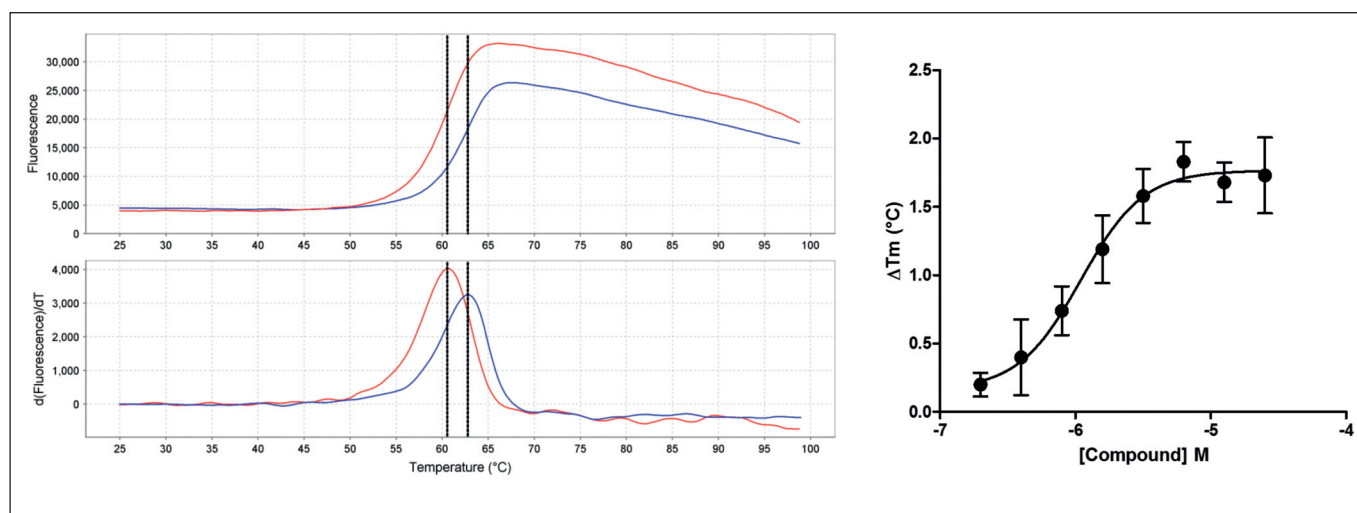 Fluorescence
30,000
25,000
20,000
15,000
10,000
5,000
0
25 30 35 40 45 50 55 60 65 70 75 80 85 90 95 100
d(Fluorescence)/dT
4,000
3,000
2,000
1,000
0
25 30 35 40 45 50 55 60 65 70 75 80 85 90 95 100
Temperature (°C)
ΔTm (°C)
2.5
2.0
1.5
1.0
0.5
0.0
-7 -6 -5 -4
[Compound] M